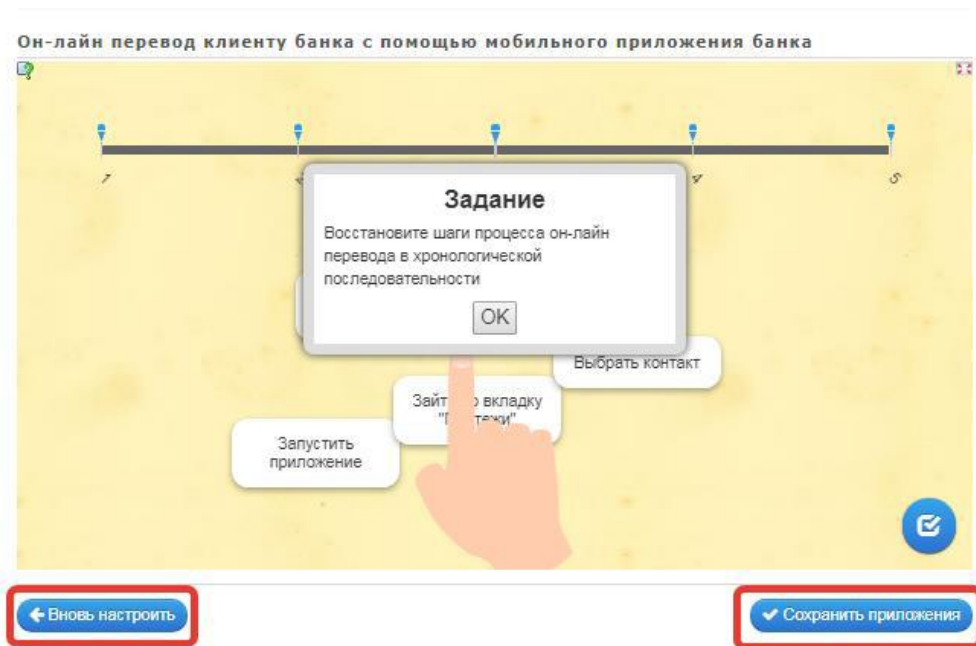 Он-лайн перевод клиенту банка с помощью мобильного приложения банка
1
4
5
Задание
Восстановите шаги процесса он-лайн
перевода в хронологической
последовательности
OK
Выбрать контакт
вкладку
Запустить
приложение
Вновь настроить
Сохранить приложения